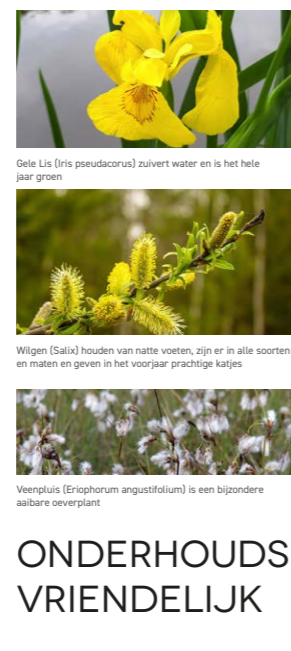 Gele Lis (Iris pseudacorus) zuivert water en is het hele
jaar groen
Wilgen (Salix) houden van natte voeten, zijn er in alle soorten
en maten en geven in het voorjaar prachtige katjes
Veenpluis (Eriophorum angustifolium) is een bijzondere
aaibare oeverplant
ONDERHOUDS
VRIENDELIJK